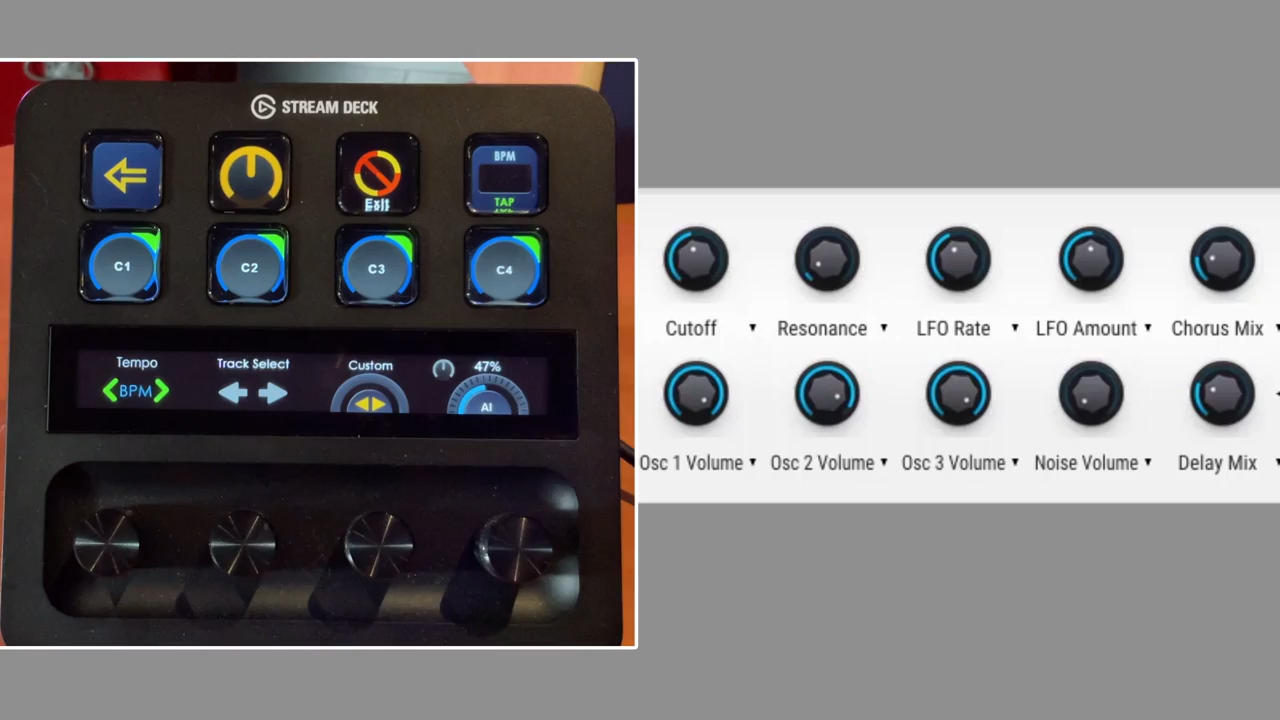 STREAM DECK
BPM
Exit
TAP
C1 C2 C3 C4
Tempo Track Select Custom 47%
BPM AI
Cutoff Resonance LFO Rate LFO Amount Chorus Mix
Osc 1 Volume Osc 2 Volume Osc 3 Volume Noise Volume Delay Mix